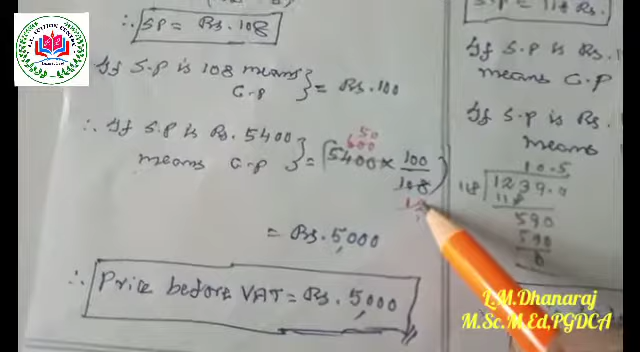 ∴ SP = Rs. 108
If S.P is 108 means
C.P } = Rs. 100
∴ If S.P is Rs. 5400
means C.P } = (5400 × 100/108)
50
600
12
= Rs. 5,000
∴ Price before VAT = Rs. 5,000
SP = 118 Rs.
If S.P is Rs.
means C.P
If S.P is Rs.
means
10.5
118 1239.0
118
590
590
0
L.M.Dhanaraj
M.Sc.M Ed,PGDCA